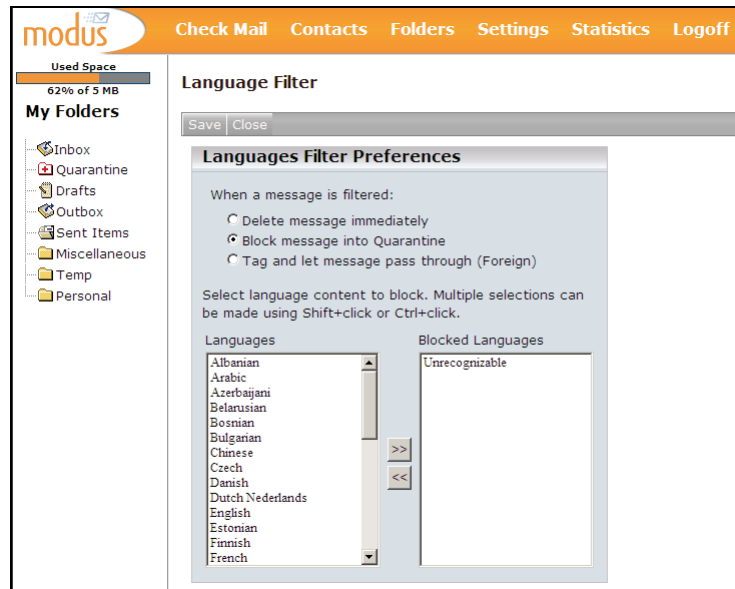 modus
Check Mail Contacts Folders Settings Statistics Logoff
Used Space
62% of 5 MB
My Folders
Inbox
Quarantine
Drafts
Outbox
Sent Items
Miscellaneous
Temp
Personal
Language Filter
Save Close
Languages Filter Preferences
When a message is filtered:
Delete message immediately
Block message into Quarantine
Tag and let message pass through (Foreign)
Select language content to block. Multiple selections can
be made using Shift+click or Ctrl+click.
Languages
Albanian
Arabic
Azerbaijani
Belarusian
Bosnian
Bulgarian
Chinese
Czech
Danish
Dutch Nederlands
English
Estonian
Finnish
French
>>
<<
Blocked Languages
Unrecognizable